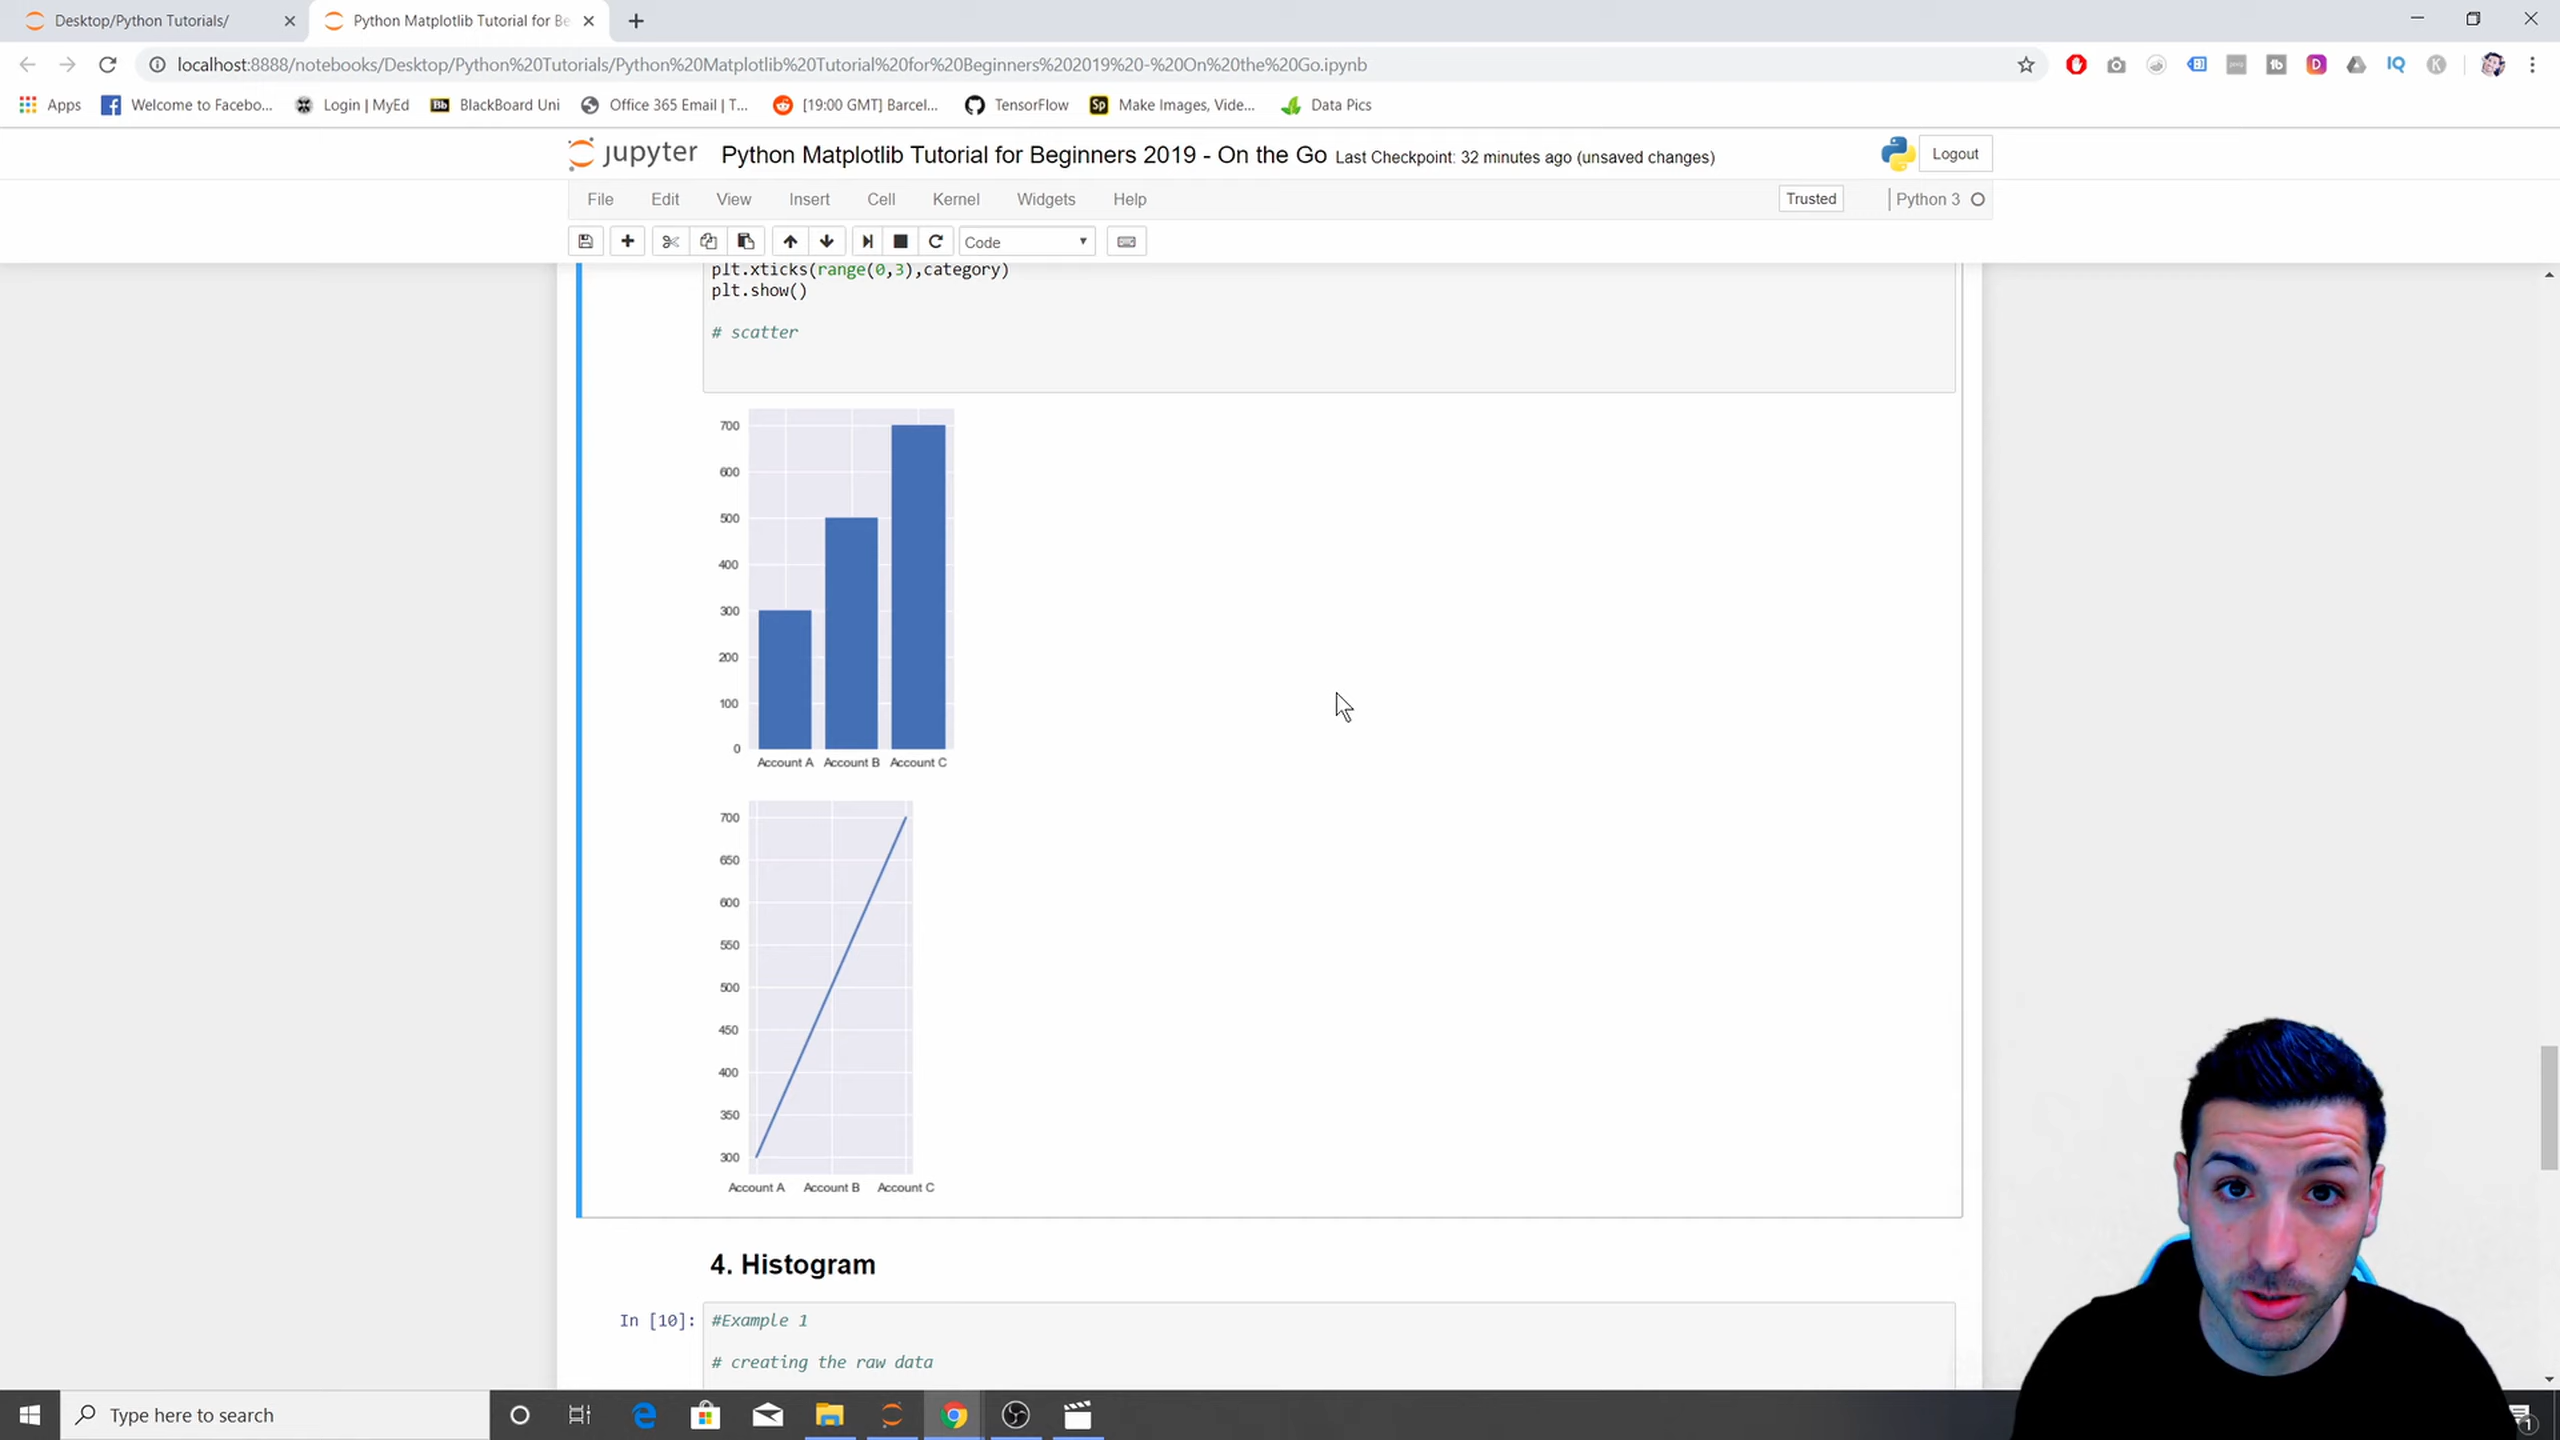 Desktop/Python Tutorials/
Python Matplotlib Tutorial for Be
localhost:8888/notebooks/Desktop/Python%20Tutorials/Python%20Matplotlib%20Tutorial%20for%20Beginners%202019%20-%20On%20the%20Go.ipynb
Apps
Welcome to Facebo...
Login | MyEd
Bb BlackBoard Uni
Office 365 Email | T...
[19:00 GMT] Barcel...
TensorFlow
Sp Make Images, Vide...
Data Pics
jupyter Python Matplotlib Tutorial for Beginners 2019 - On the Go Last Checkpoint: 32 minutes ago (unsaved changes)
Logout
File Edit View Insert Cell Kernel Widgets Help
Trusted
Python 3
Code
plt.xticks(range(0,3),category)
plt.show()
# scatter
700
600
500
400
300
200
100
0
Account A Account B Account C
700
650
600
550
500
450
400
350
300
Account A Account B Account C
4. Histogram
In [10]: #Example 1
# creating the raw data
Type here to search
1